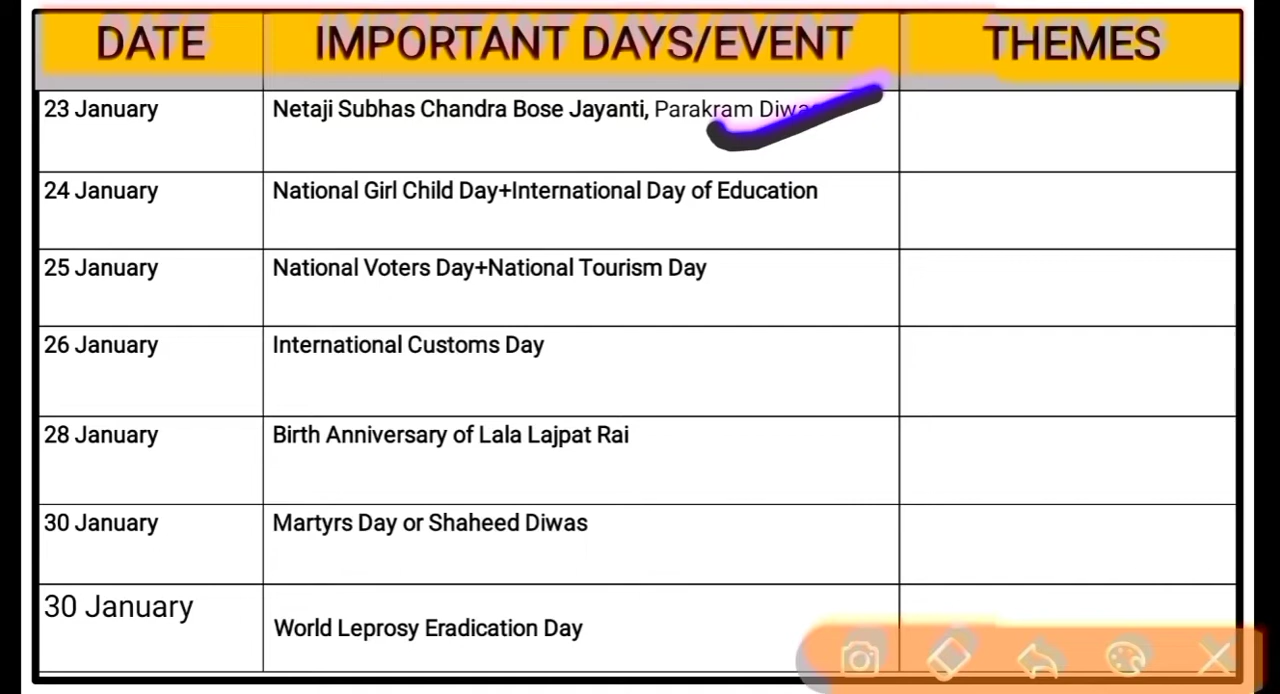 DATE IMPORTANT DAYS/EVENT THEMES
23 January Netaji Subhas Chandra Bose Jayanti, Parakram
24 January National Girl Child Day+International Day of Education
25 January National Voters Day+National Tourism Day
26 January International Customs Day
28 January Birth Anniversary of Lala Lajpat Rai
30 January Martyrs Day or Shaheed Diwas
30 January
World Leprosy Eradication Day